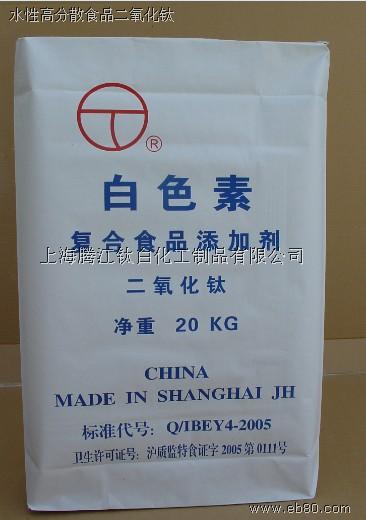 水性高分散食品二氧化钛
®
白色素
复合食品添加剂
上海腾江钛白化工制品有限公司
二氧化钛
净重 20 KG
CHINA
MADE IN SHANGHAI JH
标准代号: Q/IBEY4-2005
卫生许可证号: 沪质监特食证字 2005 第 0111号
www.eb80.com